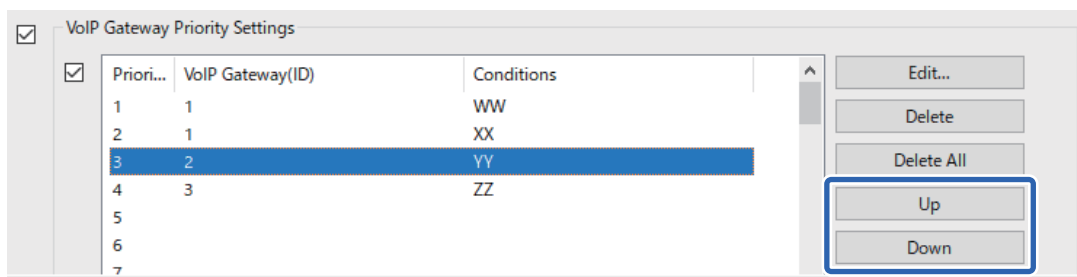 VoIP Gateway Priority Settings
Priori... VoIP Gateway(ID) Conditions
1 1 WW
2 1 XX
3 2 YY
4 3 ZZ
5
6
7
Edit...
Delete
Delete All
Up
Down